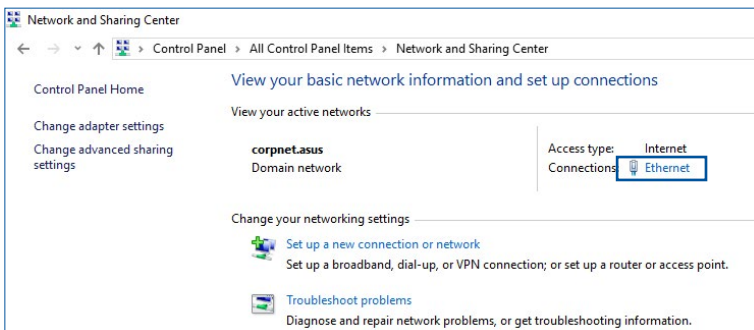 Network and Sharing Center
Control Panel > All Control Panel Items > Network and Sharing Center
Control Panel Home
Change adapter settings
Change advanced sharing
settings
View your basic network information and set up connections
View your active networks
corpnet.asus
Domain network
Access type: Internet
Connections: Ethernet
Change your networking settings
Set up a new connection or network
Set up a broadband, dial-up, or VPN connection; or set up a router or access point.
Troubleshoot problems
Diagnose and repair network problems, or get troubleshooting information.